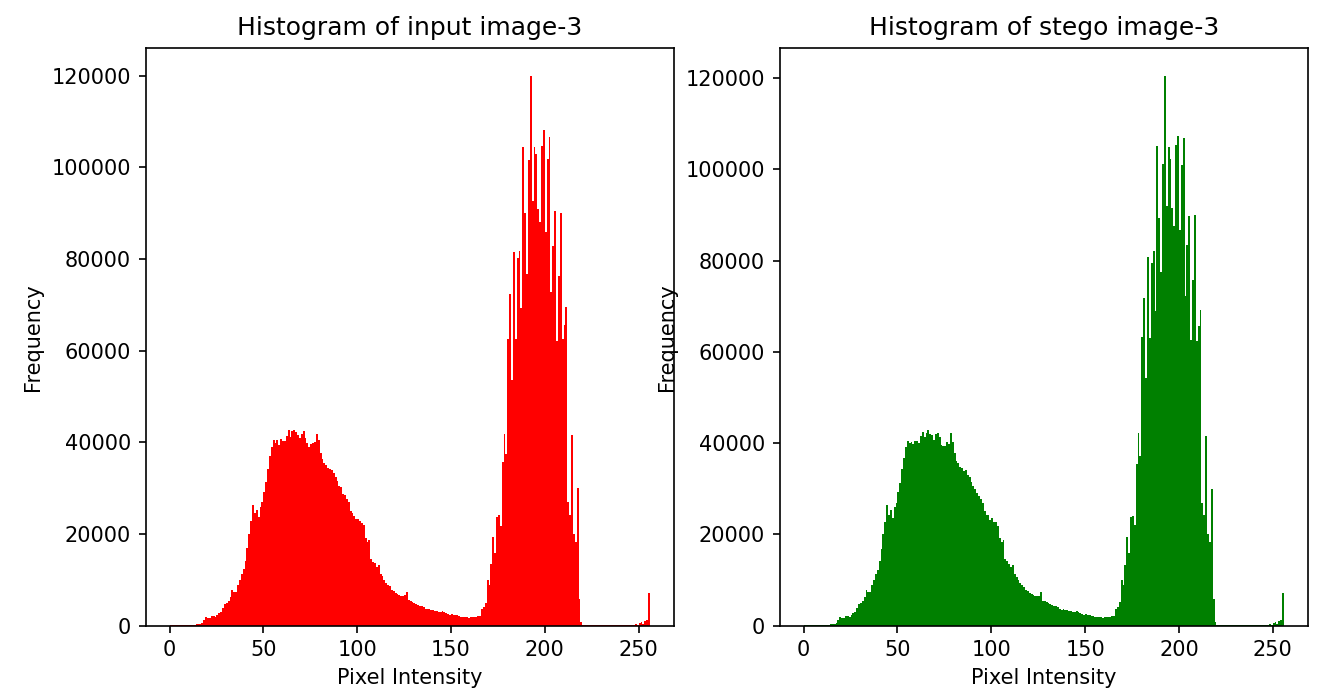 Histogram of input image-3
120000
100000
80000
60000
40000
20000
0
Frequency
0 50 100 150 200 250
Pixel Intensity
Histogram of stego image-3
120000
100000
80000
60000
40000
20000
0
Frequency
0 50 100 150 200 250
Pixel Intensity